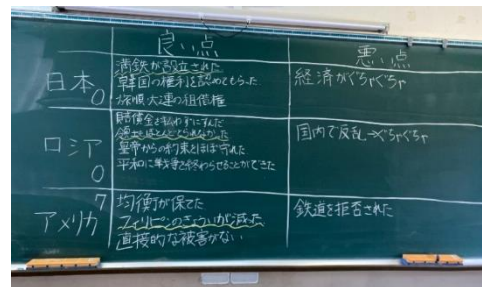 良い点
悪い点
日本
0
満鉄が設立された
韓国の権利を認めてもらった
旅順大連の租借権
経済がぐちゃぐちゃ
ロシア
0
賠償金を払わずにすんだ
領土もほとんどとられなかった
皇帝からの約束をほぼ守れた
平和に戦争を終わらせることができた
国内で反乱→ぐちゃぐちゃ
アメリカ
7
均衡が保てた
フィリピンのきょういが減った
直接的な被害がない
鉄道を拒否された